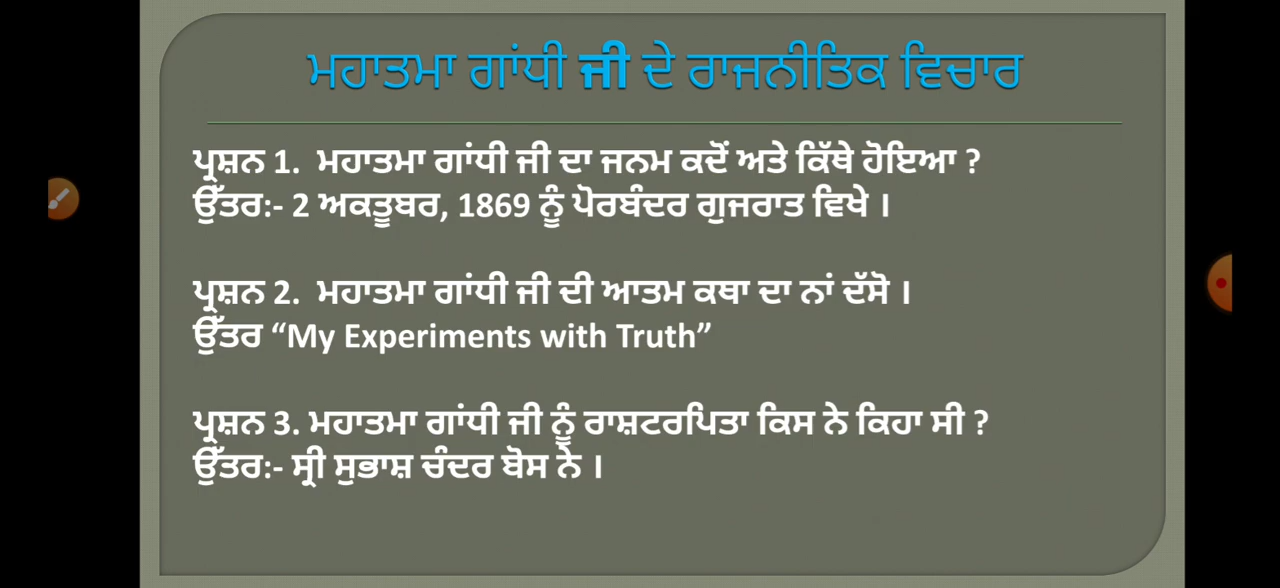 ਮਹਾਤਮਾ ਗਾਂਧੀ ਜੀ ਦੇ ਰਾਜਨੀਤਿਕ ਵਿਚਾਰ
ਪ੍ਰਸ਼ਨ 1.  ਮਹਾਤਮਾ ਗਾਂਧੀ ਜੀ ਦਾ ਜਨਮ ਕਦੋਂ ਅਤੇ ਕਿੱਥੇ ਹੋਇਆ ?
ਉੱਤਰ:- 2 ਅਕਤੂਬਰ, 1869 ਨੂੰ ਪੋਰਬੰਦਰ ਗੁਜਰਾਤ ਵਿਖੇ ।
ਪ੍ਰਸ਼ਨ 2.  ਮਹਾਤਮਾ ਗਾਂਧੀ ਜੀ ਦੀ ਆਤਮ ਕਥਾ ਦਾ ਨਾਂ ਦੱਸੋ ।
ਉੱਤਰ “My Experiments with Truth”
ਪ੍ਰਸ਼ਨ 3. ਮਹਾਤਮਾ ਗਾਂਧੀ ਜੀ ਨੂੰ ਰਾਸ਼ਟਰਪਿਤਾ ਕਿਸ ਨੇ ਕਿਹਾ ਸੀ ?
ਉੱਤਰ:- ਸ੍ਰੀ ਸੁਭਾਸ਼ ਚੰਦਰ ਬੋਸ ਨੇ ।